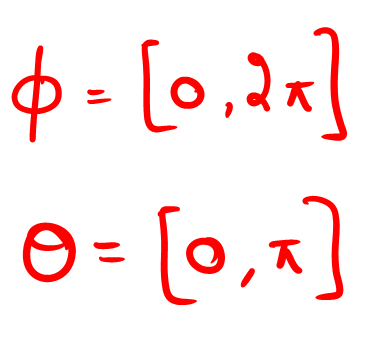 ϕ = [0, 2π]
θ = [0, π]